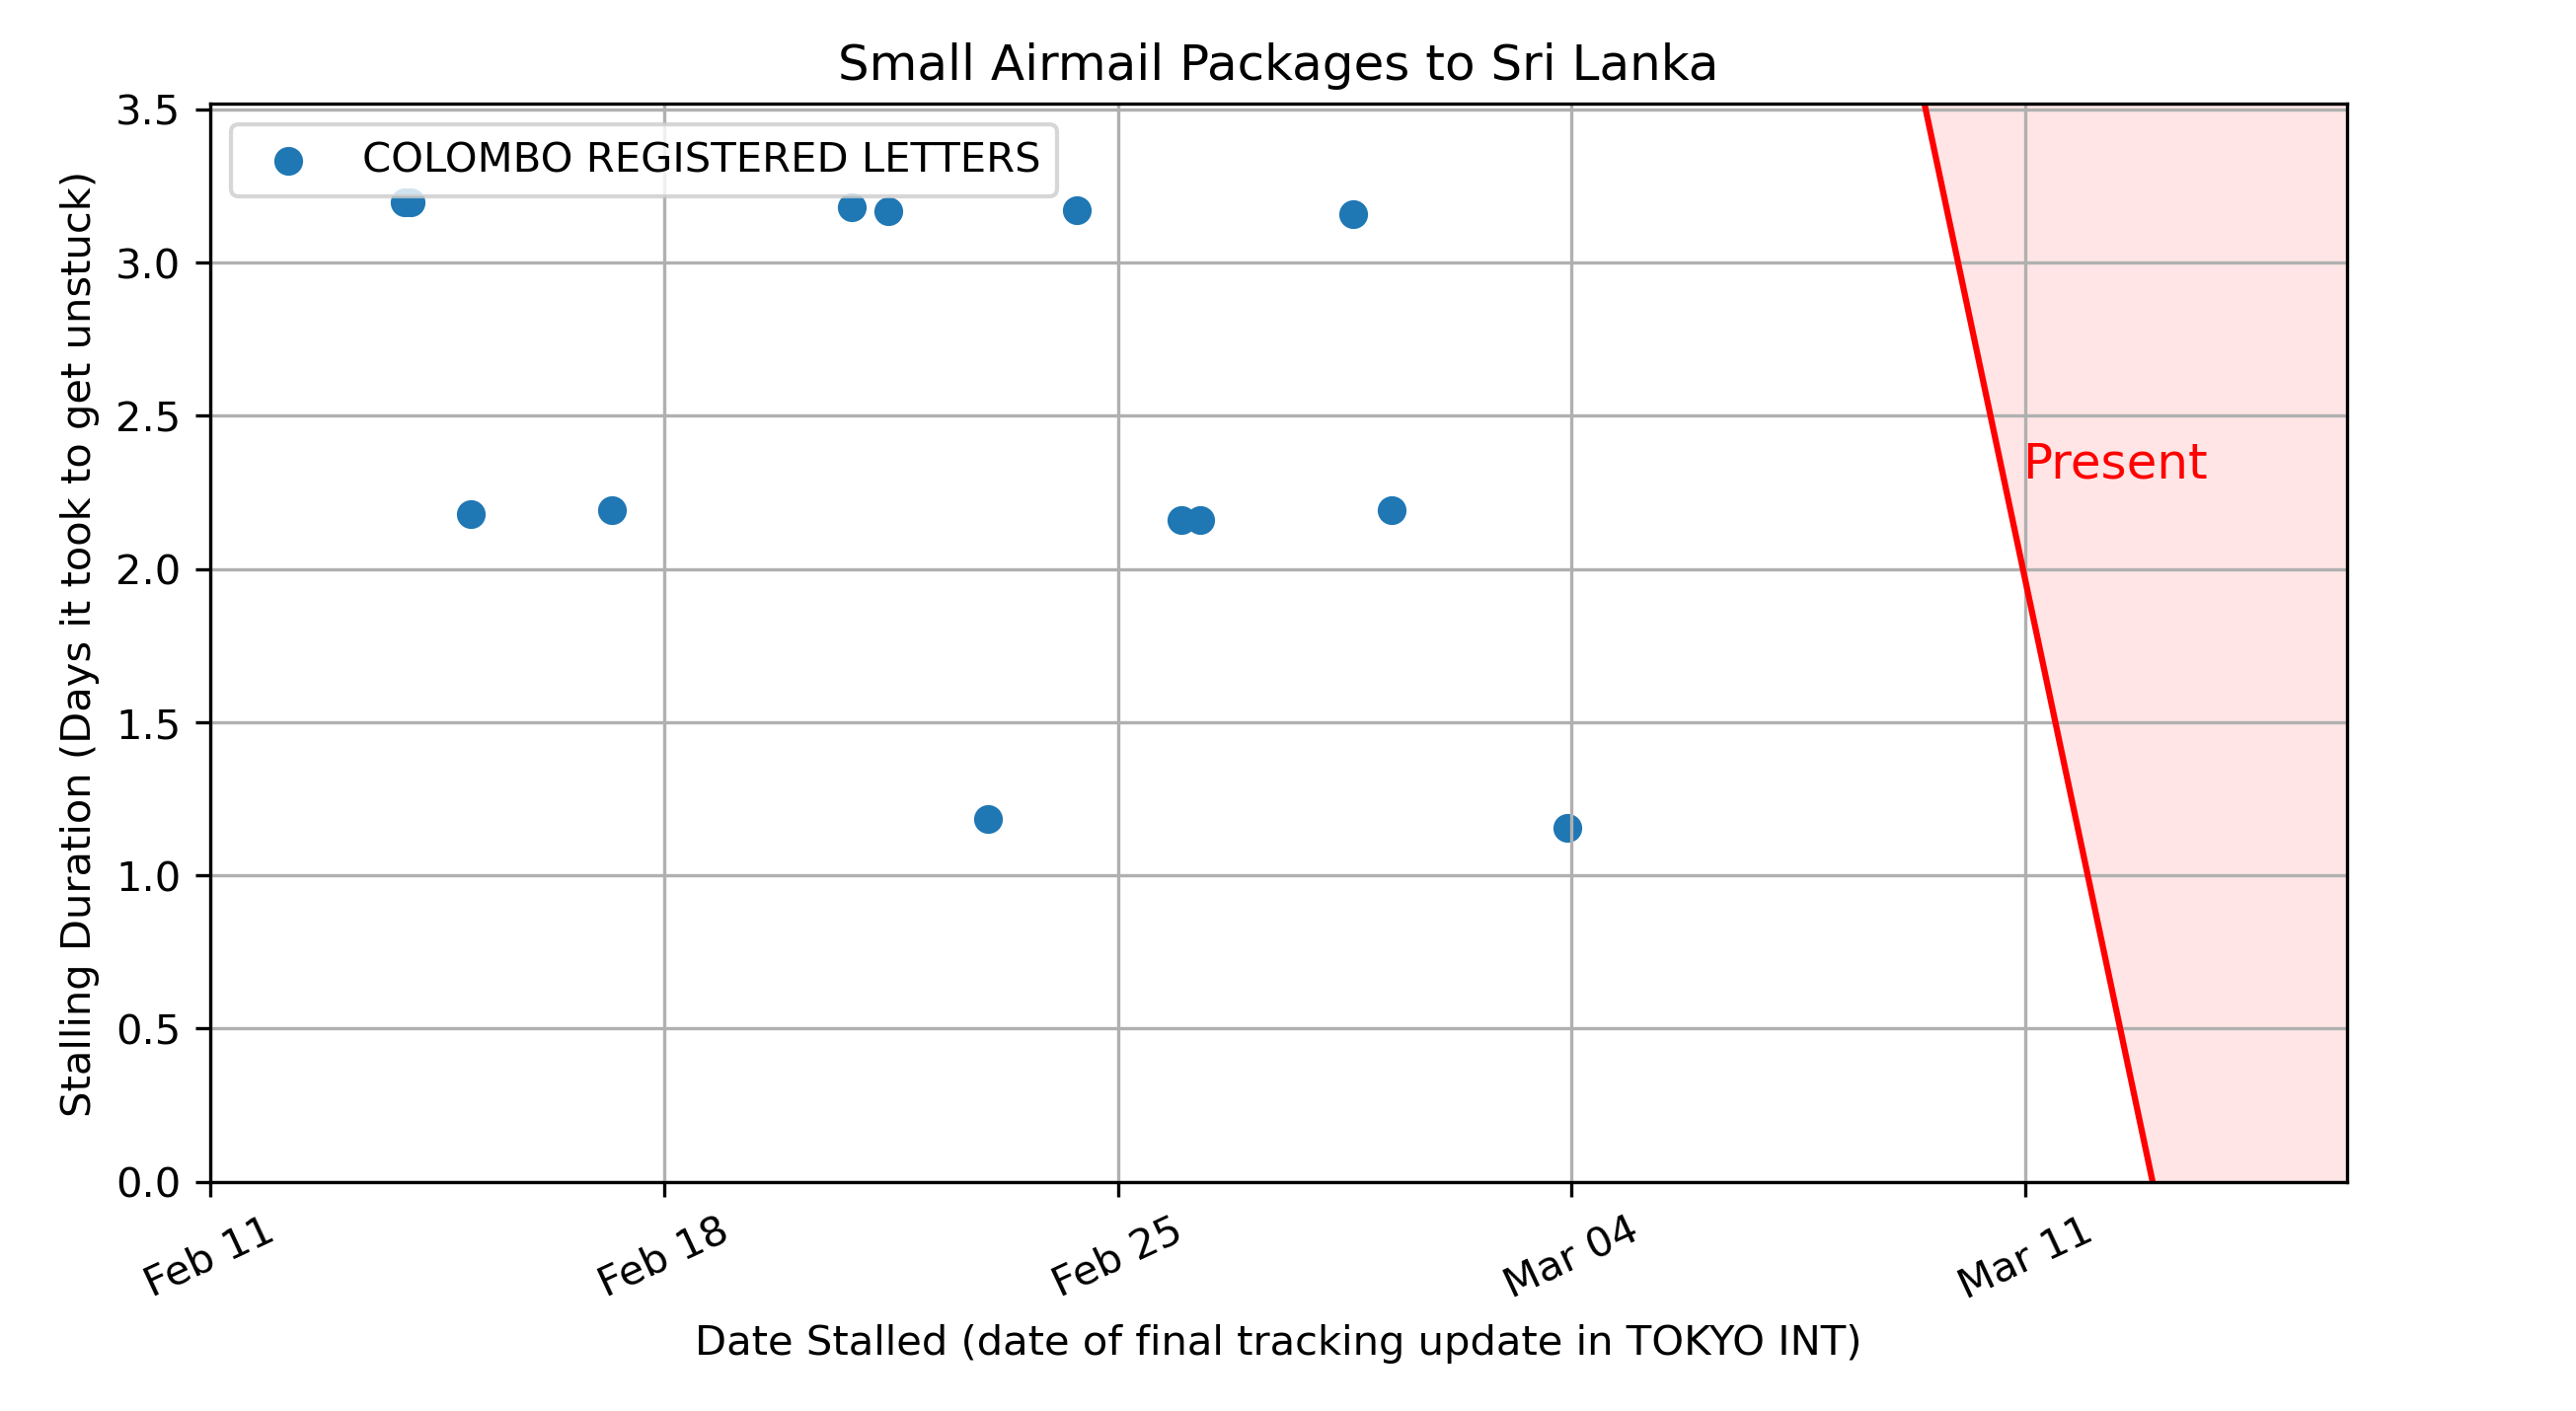 Small Airmail Packages to Sri Lanka
COLOMBO REGISTERED LETTERS
Stalling Duration (Days it took to get unstuck)
3.5
3.0
2.5
2.0
1.5
1.0
0.5
0.0
Present
Feb 11
Feb 18
Feb 25
Mar 04
Mar 11
Date Stalled (date of final tracking update in TOKYO INT)